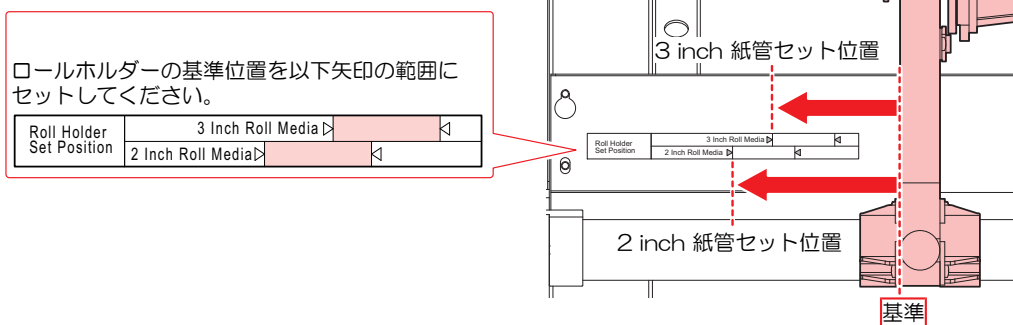 ロールホルダーの基準位置を以下矢印の範囲に
セットしてください。
Roll Holder
Set Position
3 Inch Roll Media
2 Inch Roll Media
3 inch 紙管セット位置
Roll Holder
Set Position
3 Inch Roll Media
2 Inch Roll Media
2 inch 紙管セット位置
基準